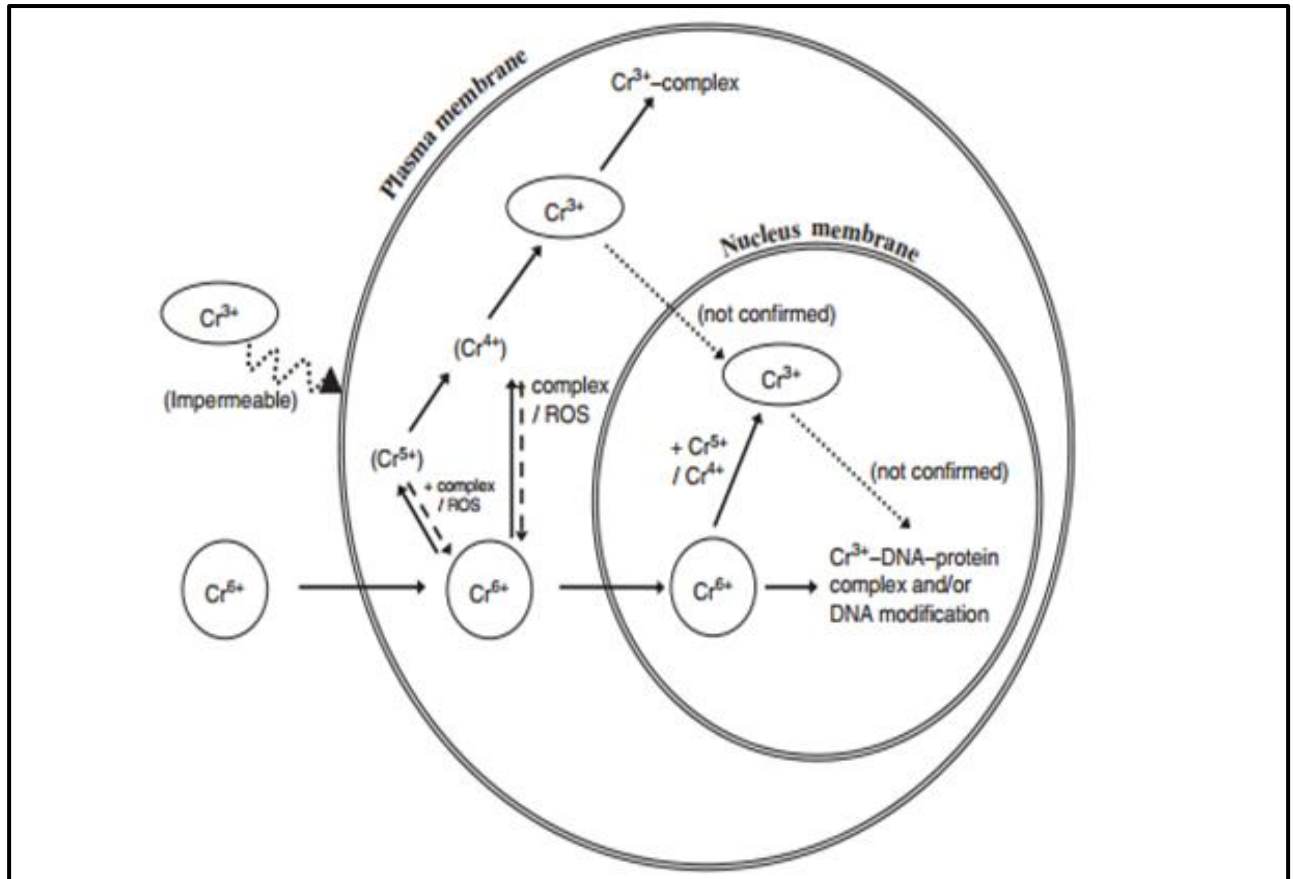 Plasma membrane
Cr³⁺–complex
Cr³⁺
Nucleus membrane
Cr³⁺
(Impermeable)
(not confirmed)
(Cr⁴⁺)
Cr³⁺
+ complex
/ ROS
(Cr⁵⁺)
+ complex
/ ROS
+ Cr⁵⁺
/ Cr⁴⁺
(not confirmed)
Cr⁶⁺
Cr⁶⁺
Cr⁶⁺
Cr³⁺–DNA–protein
complex and/or
DNA modification